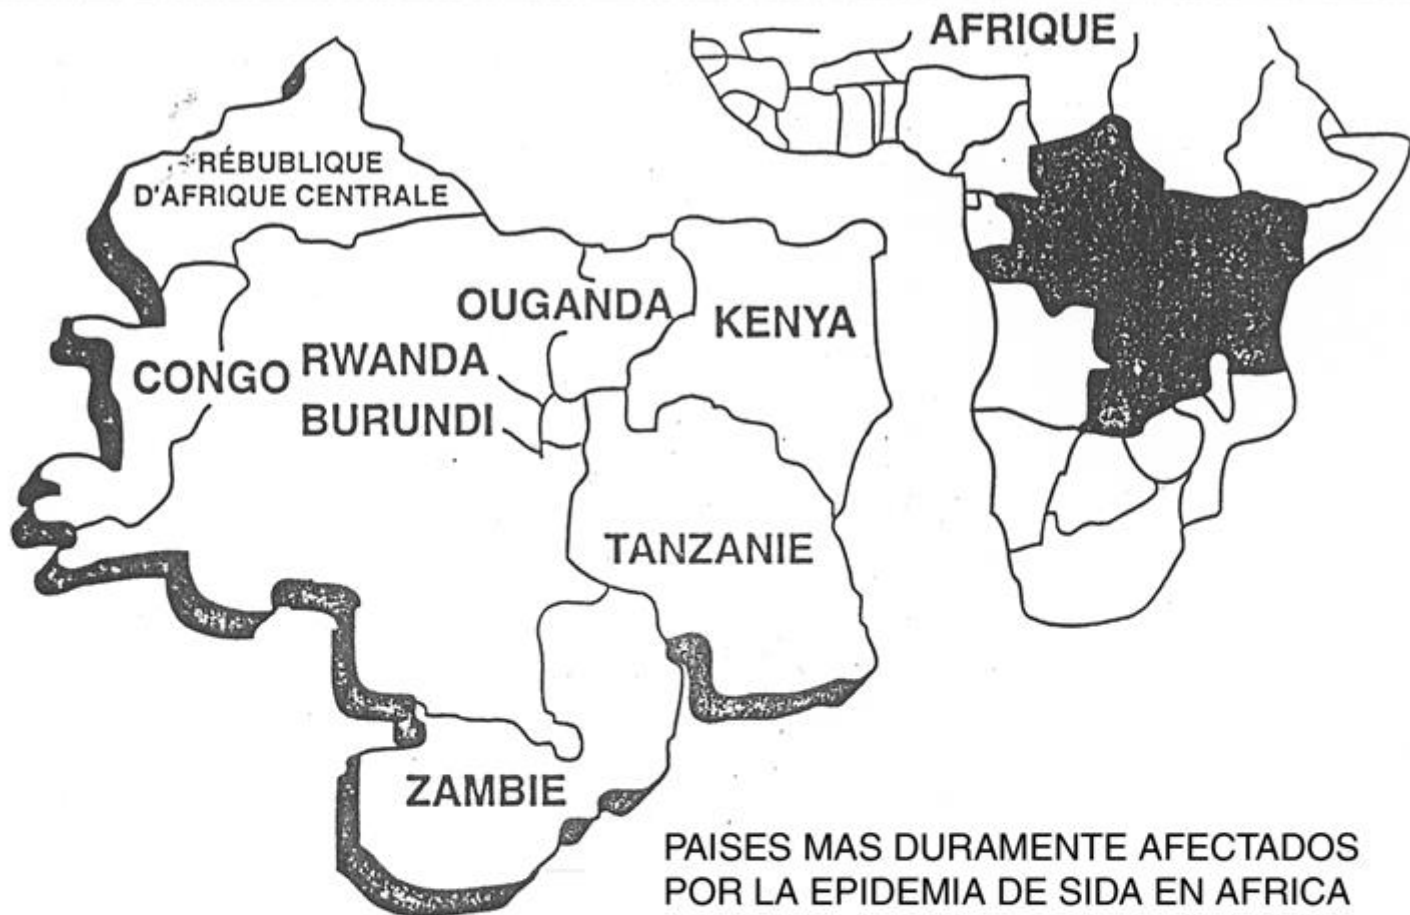 AFRIQUE
RÉBUBLIQUE
D'AFRIQUE CENTRALE
OUGANDA
KENYA
CONGO
RWANDA
BURUNDI
TANZANIE
ZAMBIE
PAISES MAS DURAMENTE AFECTADOS
POR LA EPIDEMIA DE SIDA EN AFRICA